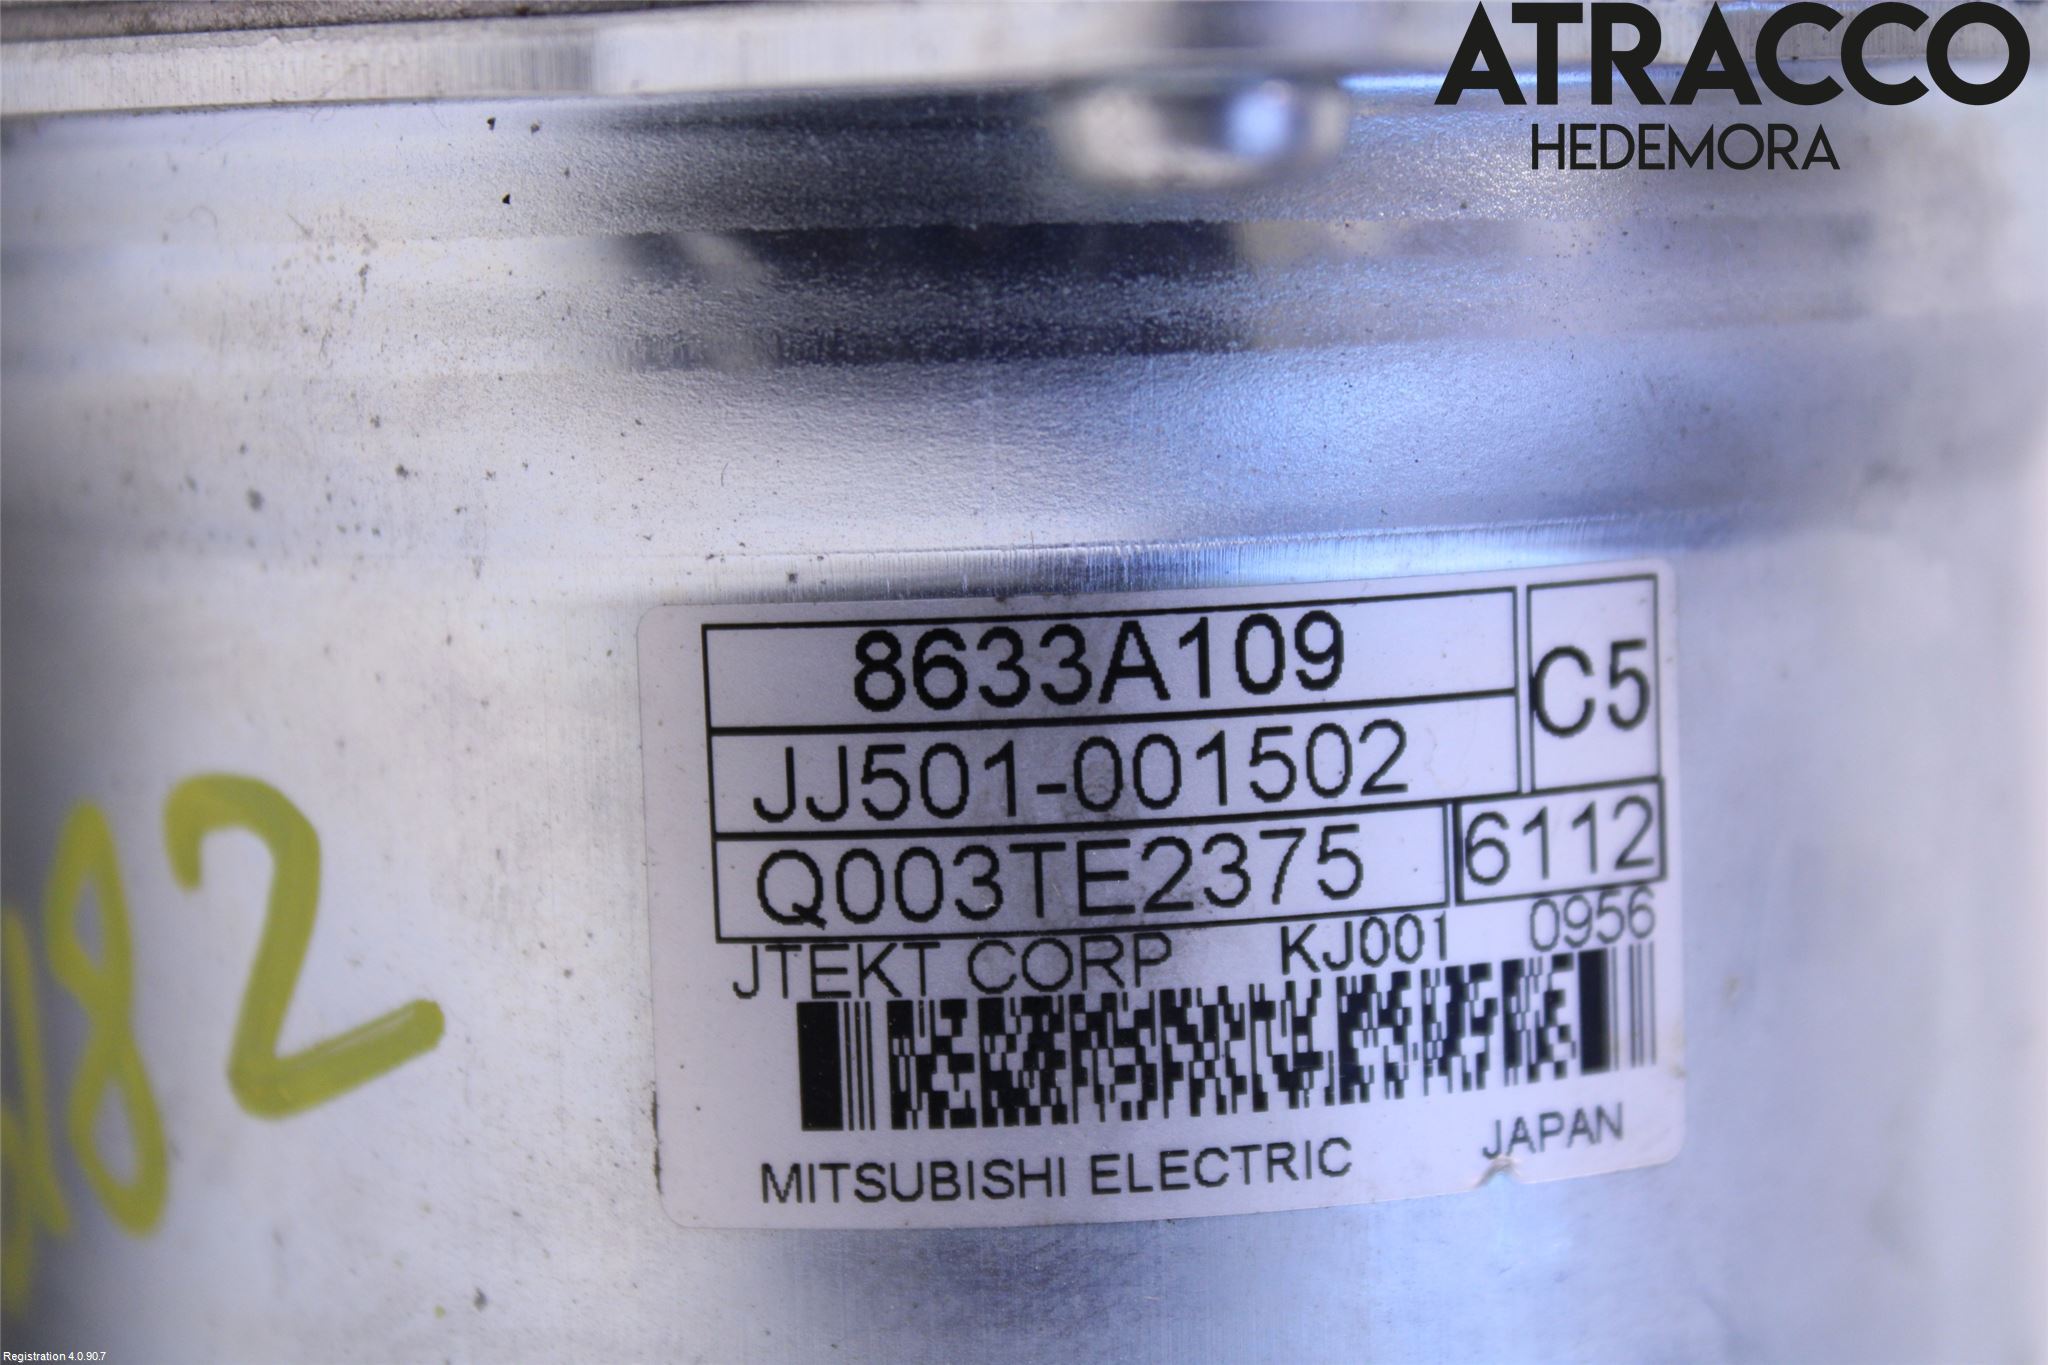 ATRACCO
HEDEMORA
8633A109
C5
JJ501-001502
Q003TE2375
6112
JTEKT CORP KJ001 0956
MITSUBISHI ELECTRIC JAPAN
82
Registration 4.0.90.7